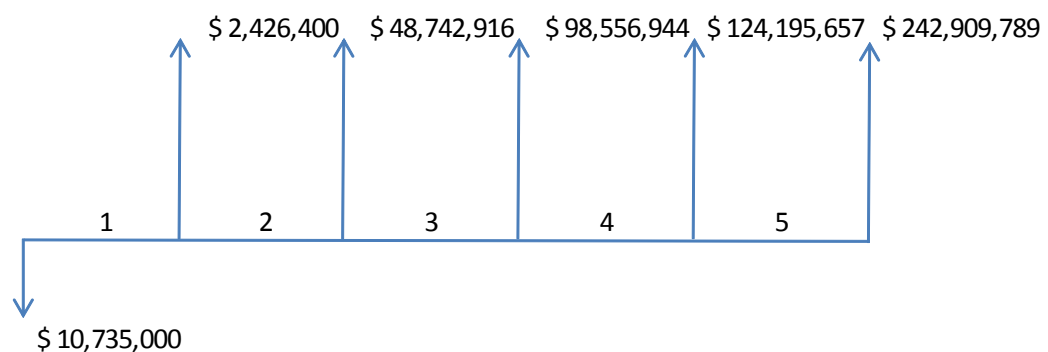 $ 2,426,400 $ 48,742,916 $ 98,556,944 $ 124,195,657 $ 242,909,789
1 2 3 4 5
$ 10,735,000